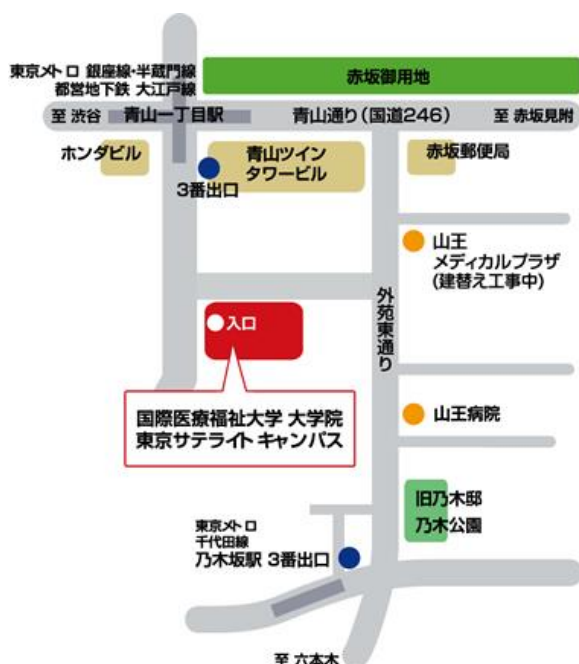 東京メトロ 銀座線・半蔵門線
都営地下鉄 大江戸線
赤坂御用地
至 渋谷
青山一丁目駅
青山通り(国道246)
至 赤坂見附
ホンダビル
3番出口
青山ツイン
タワービル
赤坂郵便局
山王
メディカルプラザ
(建替え工事中)
外苑東通り
入口
国際医療福祉大学 大学院
東京サテライト キャンパス
山王病院
旧乃木邸
乃木公園
東京メトロ
千代田線
乃木坂駅 3番出口
至 六本木